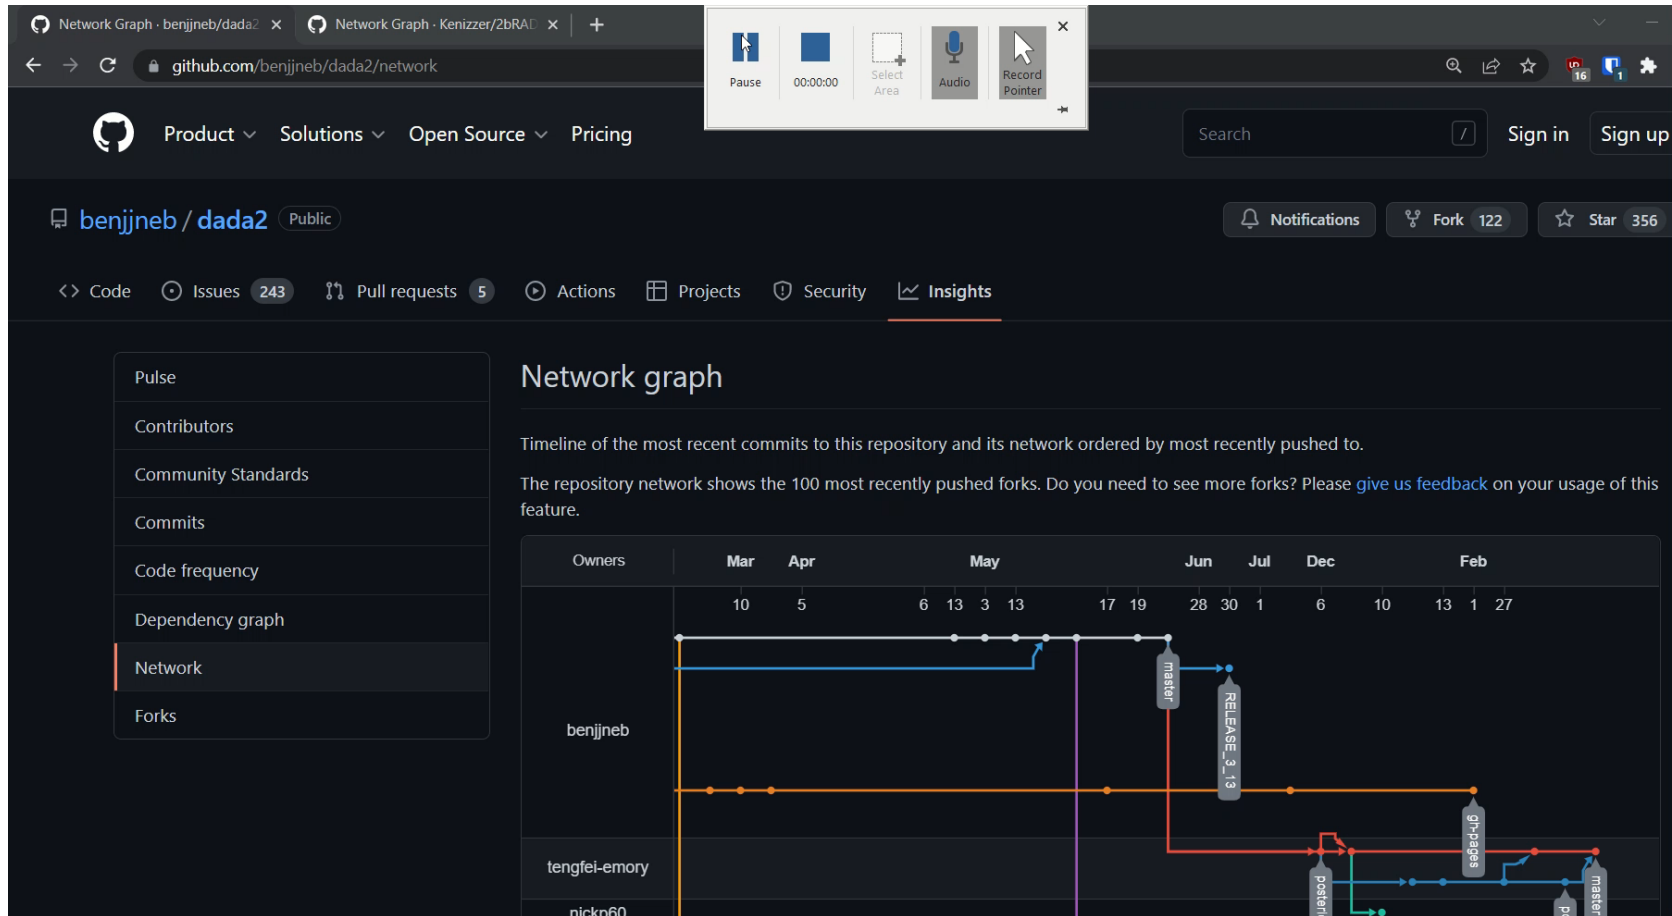 Network Graph · benjjneb/dada2
Network Graph · Kenizzer/2bRAD
github.com/benjjneb/dada2/network
Pause
00:00:00
Select
Area
Audio
Record
Pointer
16
1
Product
Solutions
Open Source
Pricing
Search
/
Sign in
Sign up
benjjneb / dada2 Public
Notifications
Fork 122
Star 356
Code
Issues 243
Pull requests 5
Actions
Projects
Security
Insights
Pulse
Contributors
Community Standards
Commits
Code frequency
Dependency graph
Network
Forks
Network graph
Timeline of the most recent commits to this repository and its network ordered by most recently pushed to.
The repository network shows the 100 most recently pushed forks. Do you need to see more forks? Please give us feedback on your usage of this
feature.
Owners Mar Apr May Jun Jul Dec Feb
10 5 6 13 3 13 17 19 28 30 1 6 10 13 1 27
benjjneb
master
RELEASE_3_13
gh-pages
tengfei-emory
master
nickp60